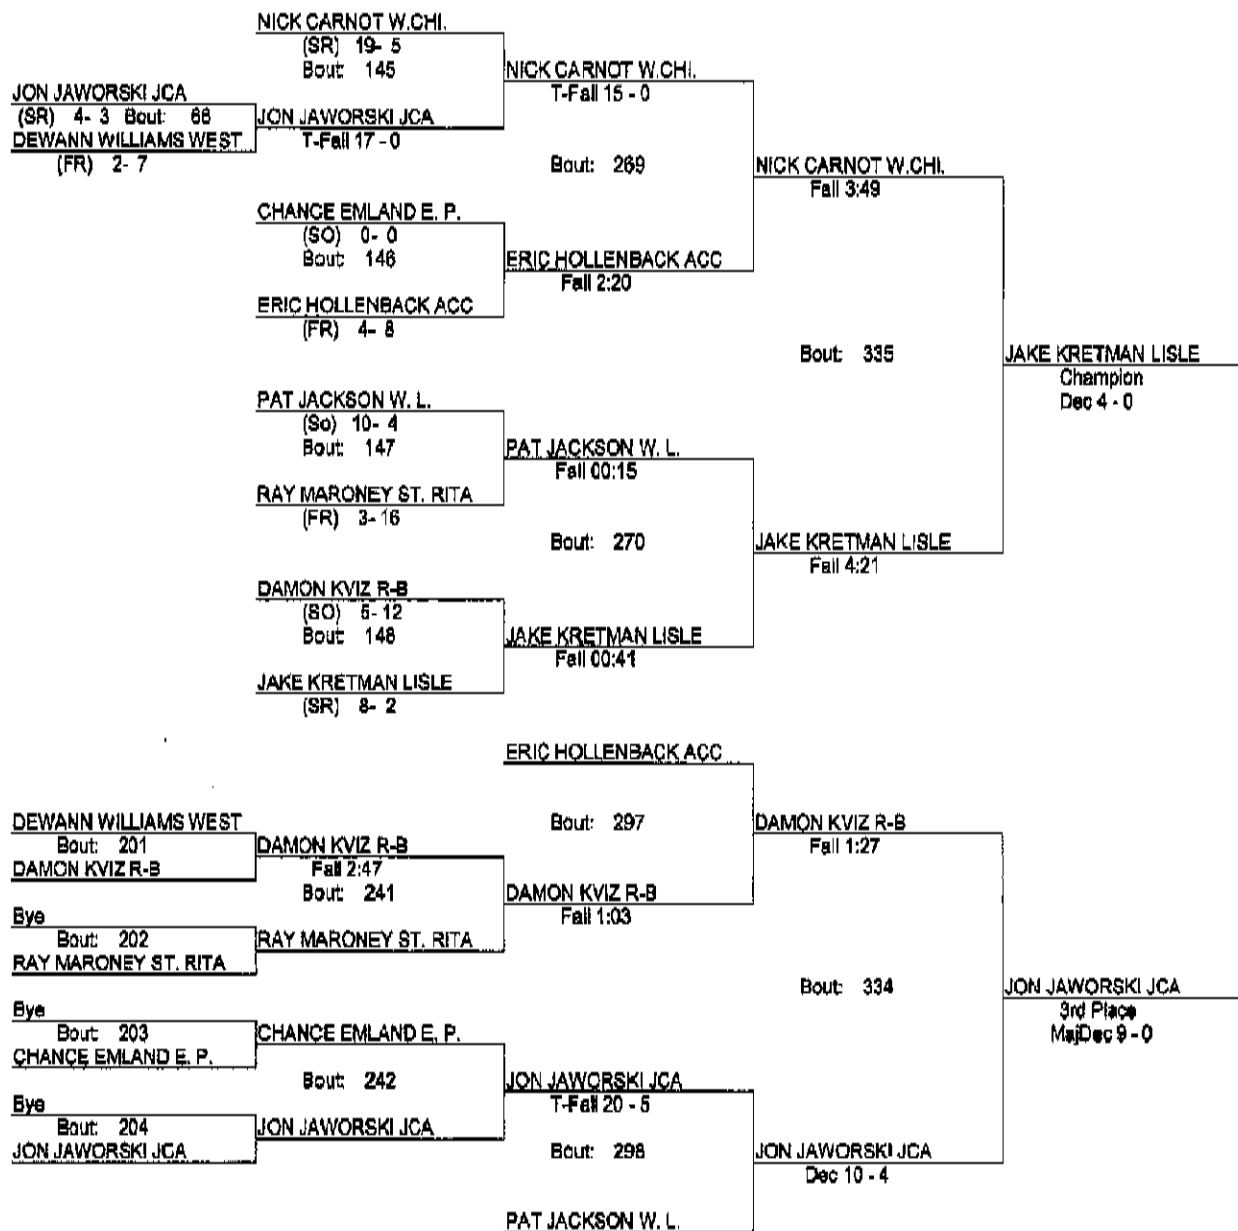 NICK CARNOT W.CHI.
(SR) 19- 5
Bout: 145
NICK CARNOT W.CHI.
T-Fall 15 - 0
JON JAWORSKI JCA
(SR) 4- 3 Bout: 66
DEWANN WILLIAMS WEST
(FR) 2- 7
JON JAWORSKI JCA
T-Fall 17 - 0
Bout: 269
NICK CARNOT W.CHI.
Fall 3:49
CHANCE EMLAND E. P.
(SO) 0- 0
Bout: 146
ERIC HOLLENBACK ACC
Fall 2:20
ERIC HOLLENBACK ACC
(FR) 4- 8
Bout: 335
JAKE KRETMAN LISLE
Champion
Dec 4 - 0
PAT JACKSON W. L.
(So) 10- 4
Bout: 147
PAT JACKSON W. L.
Fall 00:15
RAY MARONEY ST. RITA
(FR) 3- 16
Bout: 270
JAKE KRETMAN LISLE
Fall 4:21
DAMON KVIZ R-B
(SO) 5- 12
Bout: 148
JAKE KRETMAN LISLE
Fall 00:41
JAKE KRETMAN LISLE
(SR) 8- 2
ERIC HOLLENBACK ACC
DEWANN WILLIAMS WEST
Bout: 201
DAMON KVIZ R-B
DAMON KVIZ R-B
Fall 2:47
Bout: 241
Bout: 297
DAMON KVIZ R-B
Fall 1:27
DAMON KVIZ R-B
Fall 1:03
Bye
Bout: 202
RAY MARONEY ST. RITA
RAY MARONEY ST. RITA
Bout: 334
JON JAWORSKI JCA
3rd Place
MajDec 9 - 0
Bye
Bout: 203
CHANCE EMLAND E. P.
CHANCE EMLAND E. P.
Bout: 242
JON JAWORSKI JCA
T-Fall 20 - 5
Bye
Bout: 204
JON JAWORSKI JCA
JON JAWORSKI JCA
Bout: 298
JON JAWORSKI JCA
Dec 10 - 4
PAT JACKSON W. L.